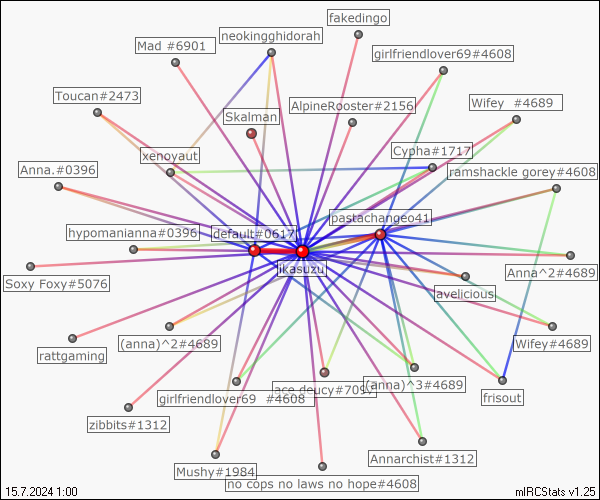 fakedingo
neokingghidorah
Mad #6901
girlfriendlover69#4608
Toucan#2473
Wifey #4689
AlpineRooster#2156
Skalman
Cypha#1717
xenoyaut
Anna.#0396
ramshackle gorey#4608
pastachangeo41
hypomanianna#0396
default#0617
ikasuzu
Anna^2#4689
Soxy Foxy#5076
avelicious
(anna)^2#4689
Wifey#4689
rattgaming
ace deucy#709
(anna)^3#4689
girlfriendlover69 #4608
frisout
zibbits#1312
Annarchist#1312
Mushy#1984
no cops no laws no hope#4608
15.7.2024 1:00
mIRCStats v1.25